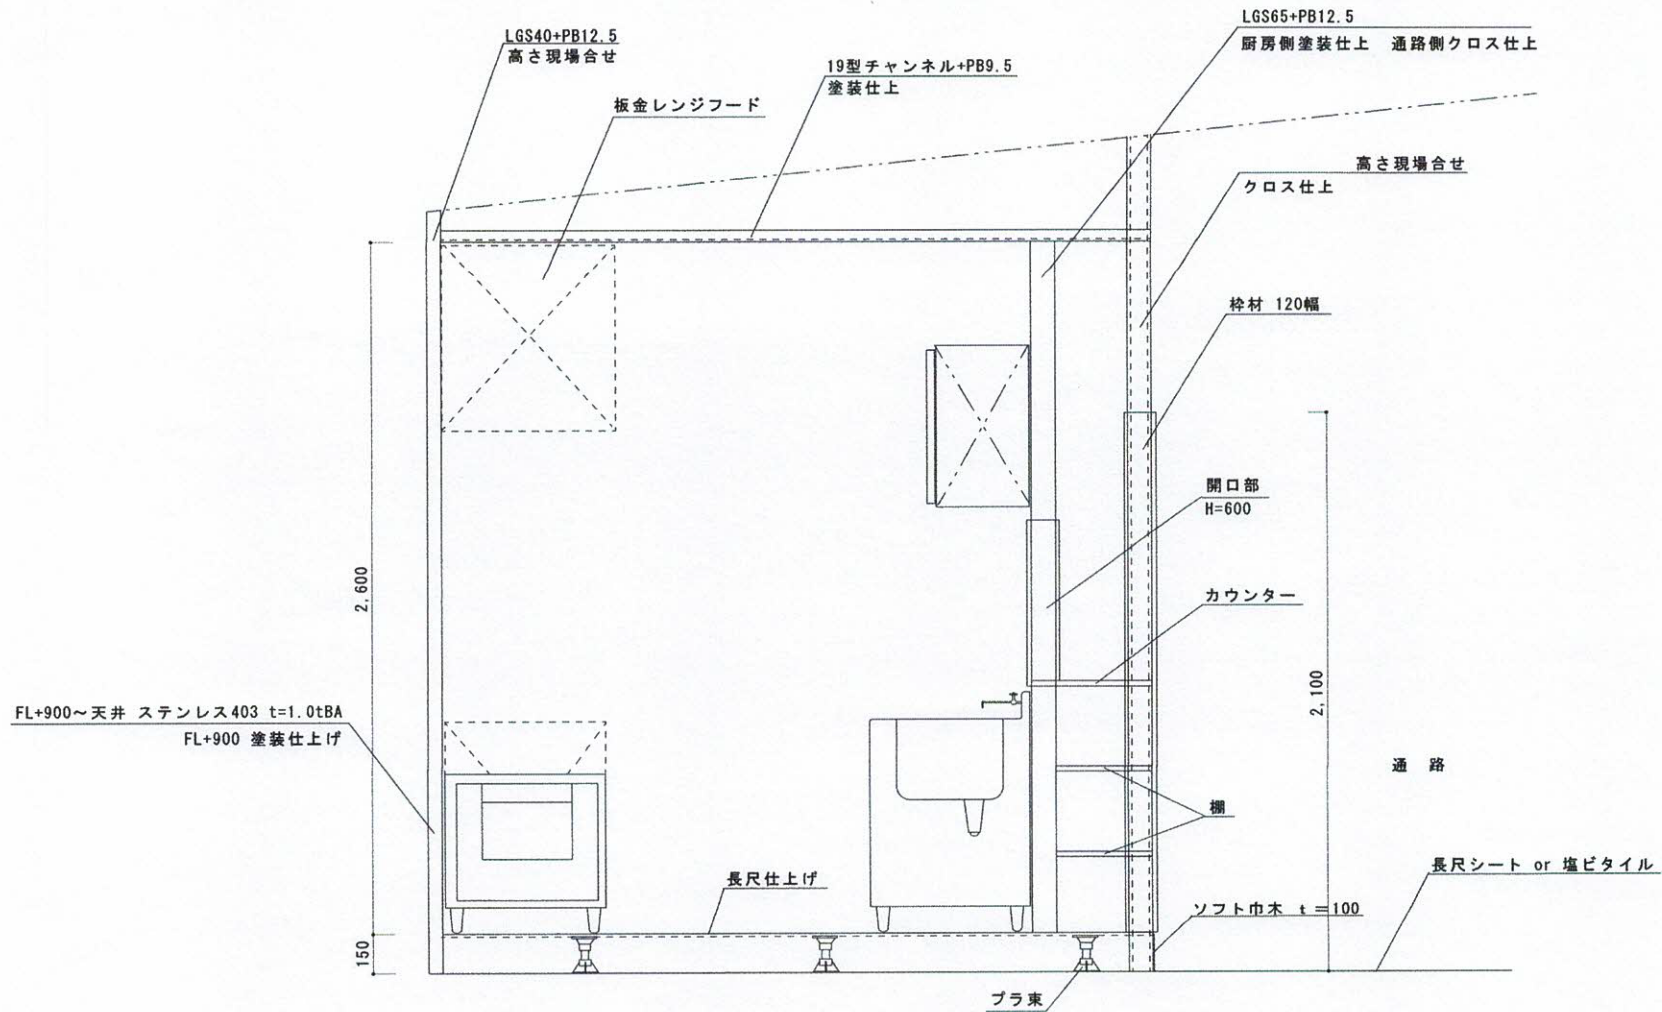 LGS40+PB12.5
高さ現場合せ
板金レンジフード
19型チャンネル+PB9.5
塗装仕上
LGS65+PB12.5
厨房側塗装仕上 通路側クロス仕上
高さ現場合せ
クロス仕上
枠材 120幅
開口部
H=600
カウンター
2,600
2,100
FL+900~天井 ステンレス403 t=1.0tBA
FL+900 塗装仕上げ
通 路
棚
長尺仕上げ
長尺シート or 塩ビタイル
ソフト巾木 t=100
150
プラ束